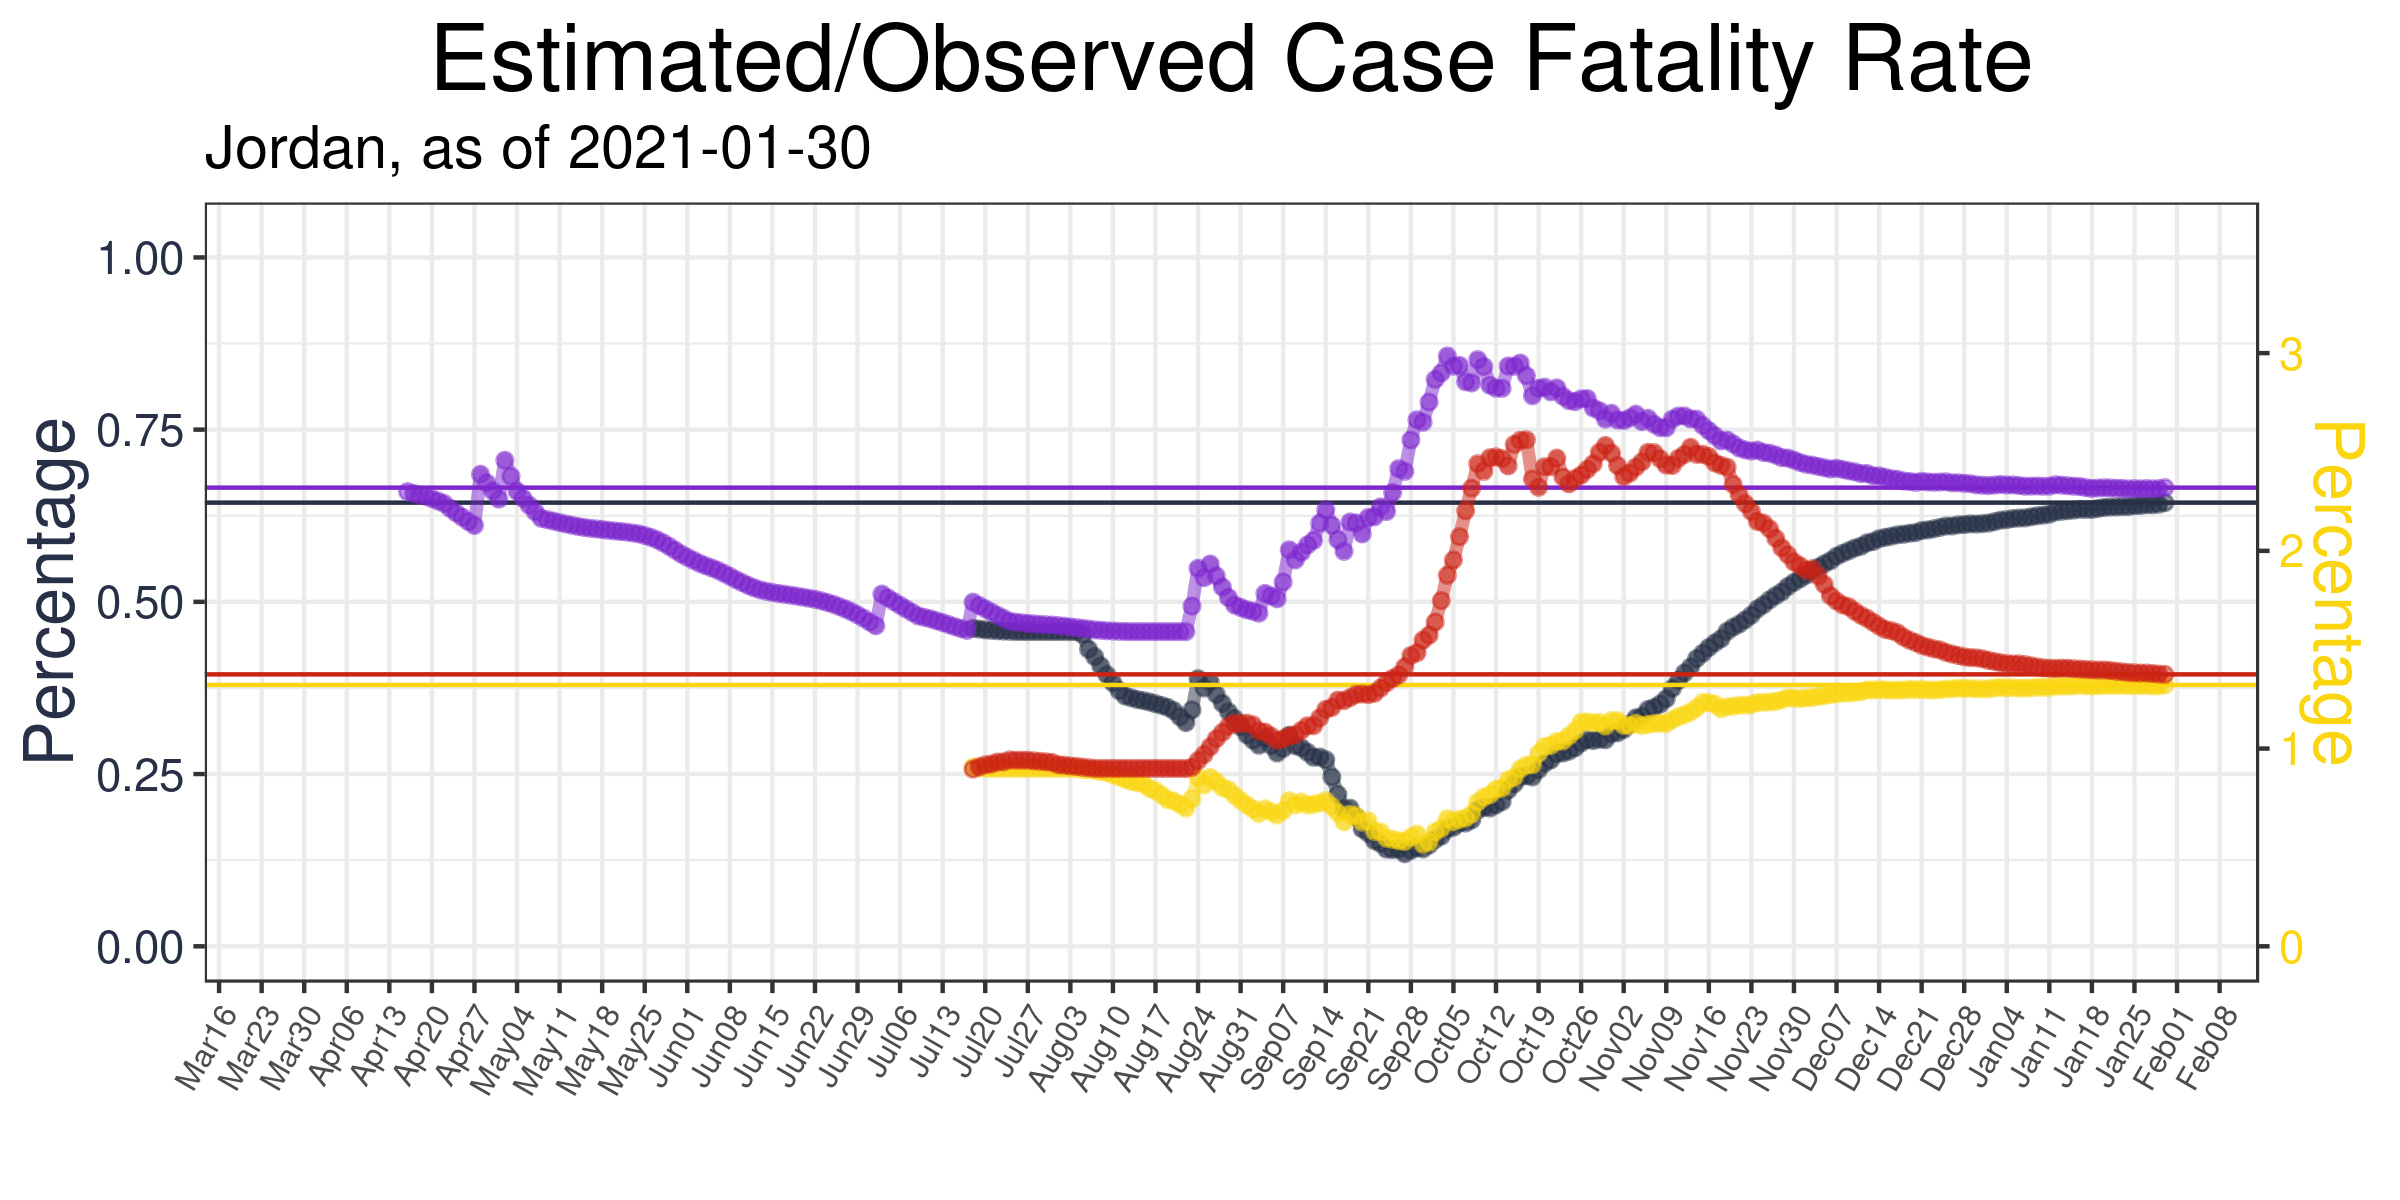 Estimated/Observed Case Fatality Rate
Jordan, as of 2021-01-30
Percentage
1.00
0.75
0.50
0.25
0.00
3
2
1
0
Percentage
Mar16 Mar23 Mar30 Apr06 Apr13 Apr20 Apr27 May04 May11 May18 May25 Jun01 Jun08 Jun15 Jun22 Jun29 Jul06 Jul13 Jul20 Jul27 Aug03 Aug10 Aug17 Aug24 Aug31 Sep07 Sep14 Sep21 Sep28 Oct05 Oct12 Oct19 Oct26 Nov02 Nov09 Nov16 Nov23 Nov30 Dec07 Dec14 Dec21 Dec28 Jan04 Jan11 Jan18 Jan25 Feb01 Feb08